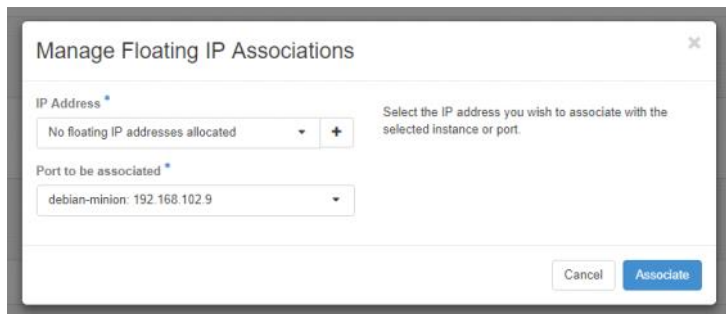 Manage Floating IP Associations
×
IP Address *
No floating IP addresses allocated
+
Select the IP address you wish to associate with the
selected instance or port.
Port to be associated *
debian-minion: 192.168.102.9
Cancel
Associate